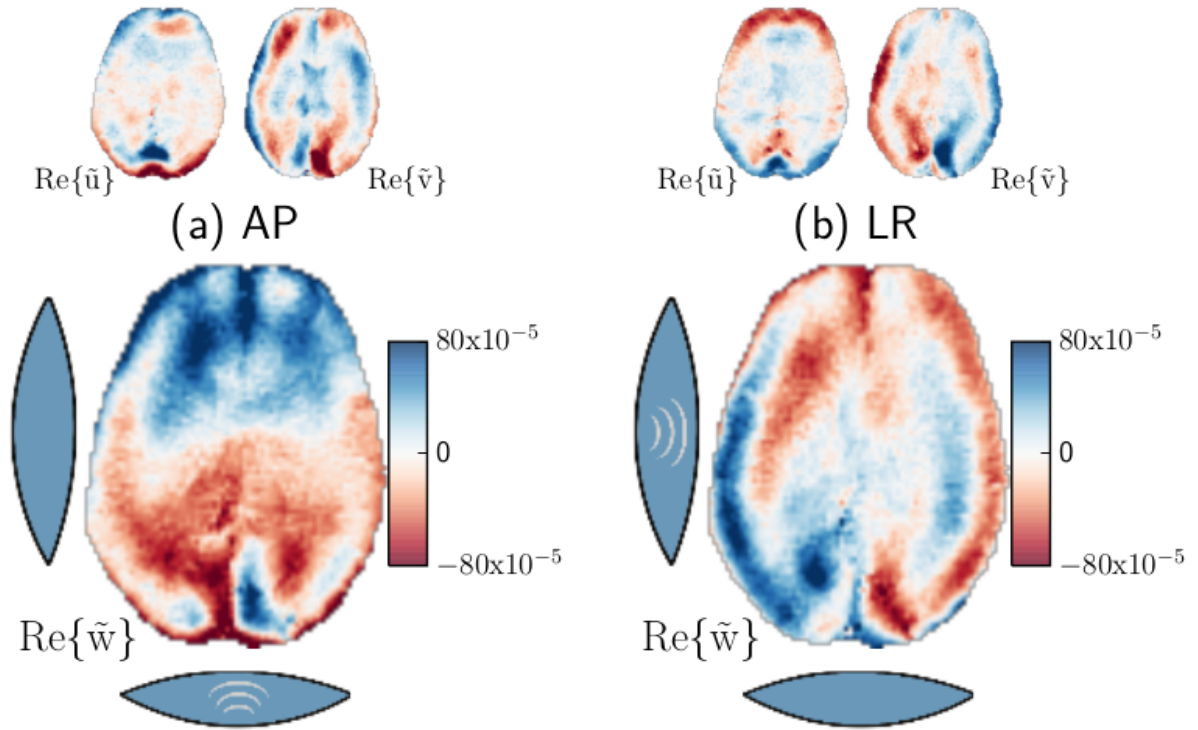 Re{ũ} Re{ṽ} Re{ũ} Re{ṽ}
(a) AP (b) LR
80x10⁻⁵ 80x10⁻⁵
0 0
−80x10⁻⁵ −80x10⁻⁵
Re{w̃} Re{w̃}